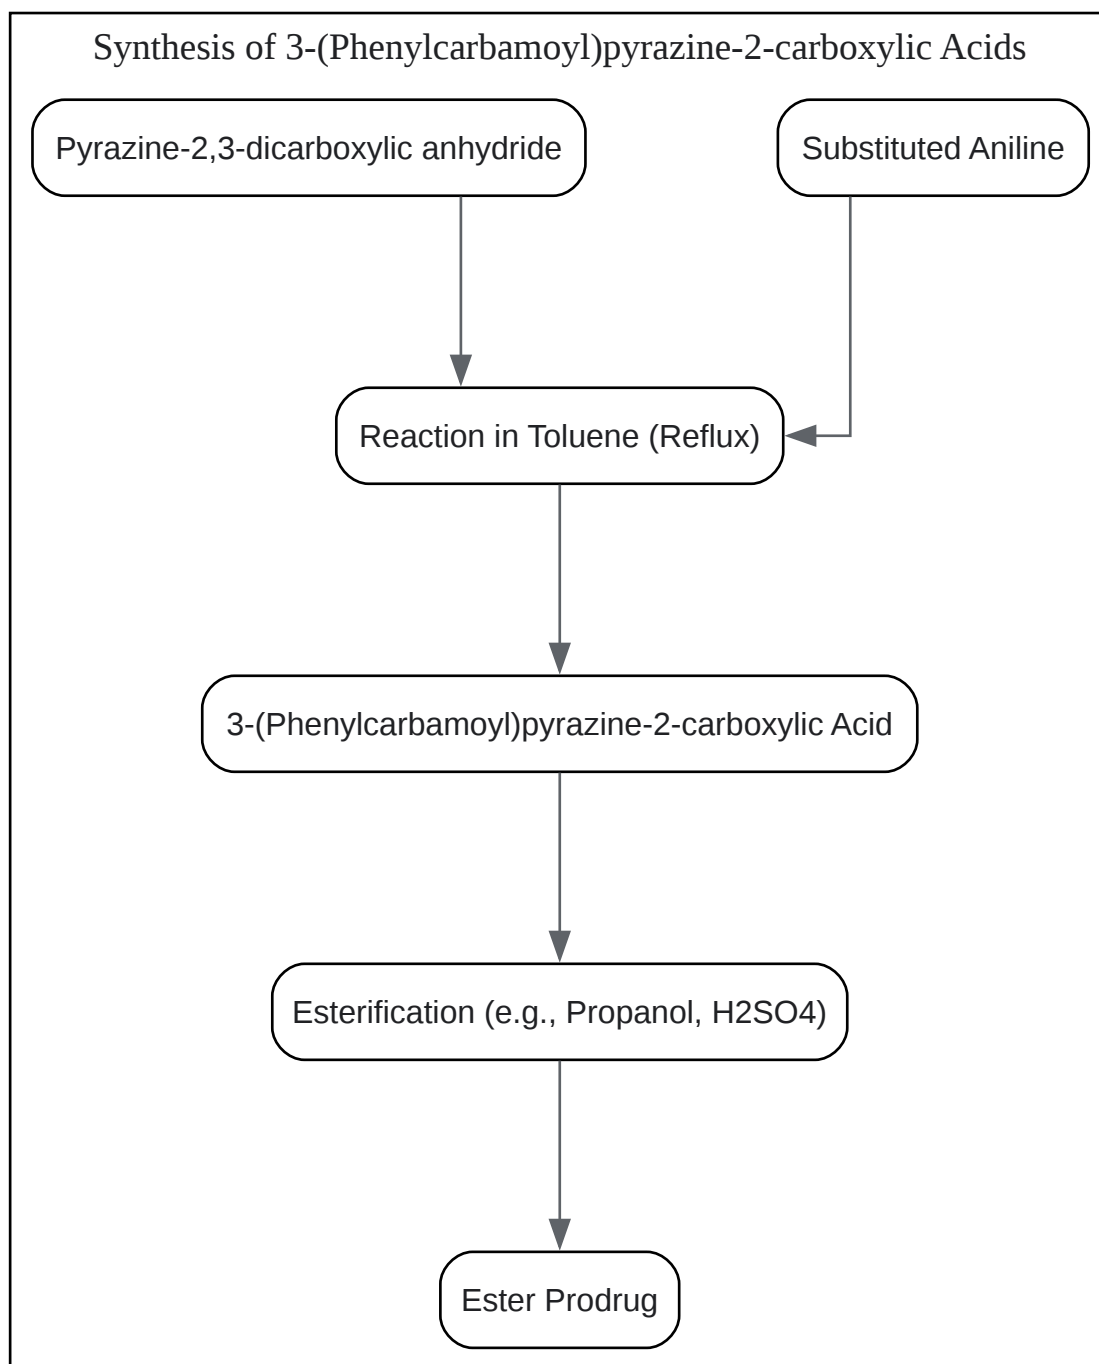 Synthesis of 3-(Phenylcarbamoyl)pyrazine-2-carboxylic Acids
Pyrazine-2,3-dicarboxylic anhydride
Substituted Aniline
Reaction in Toluene (Reflux)
3-(Phenylcarbamoyl)pyrazine-2-carboxylic Acid
Esterification (e.g., Propanol, H2SO4)
Ester Prodrug